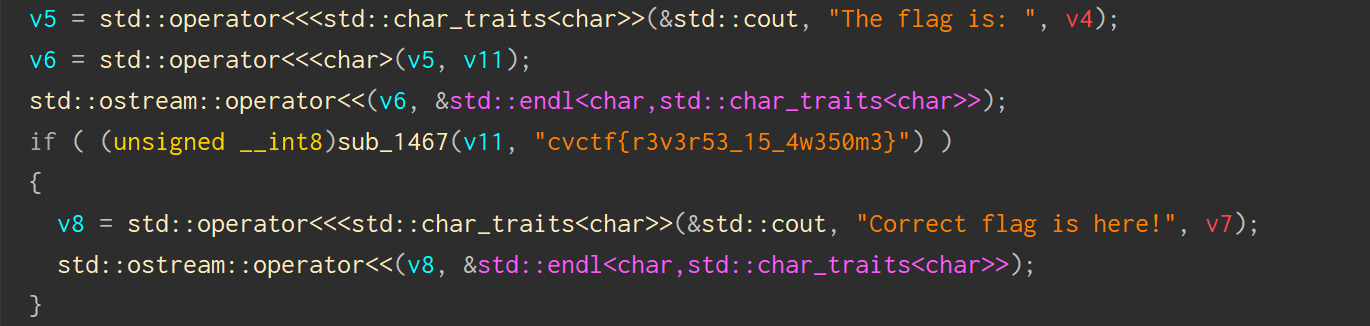 v5 = std::operator<<<std::char_traits<char>>(&std::cout, "The flag is: ", v4);
v6 = std::operator<<<char>(v5, v11);
std::ostream::operator<<(v6, &std::endl<char,std::char_traits<char>>);
if ( (unsigned __int8)sub_1467(v11, "cvctf{r3v3r53_15_4w350m3}") )
{
v8 = std::operator<<<std::char_traits<char>>(&std::cout, "Correct flag is here!", v7);
std::ostream::operator<<(v8, &std::endl<char,std::char_traits<char>>);
}